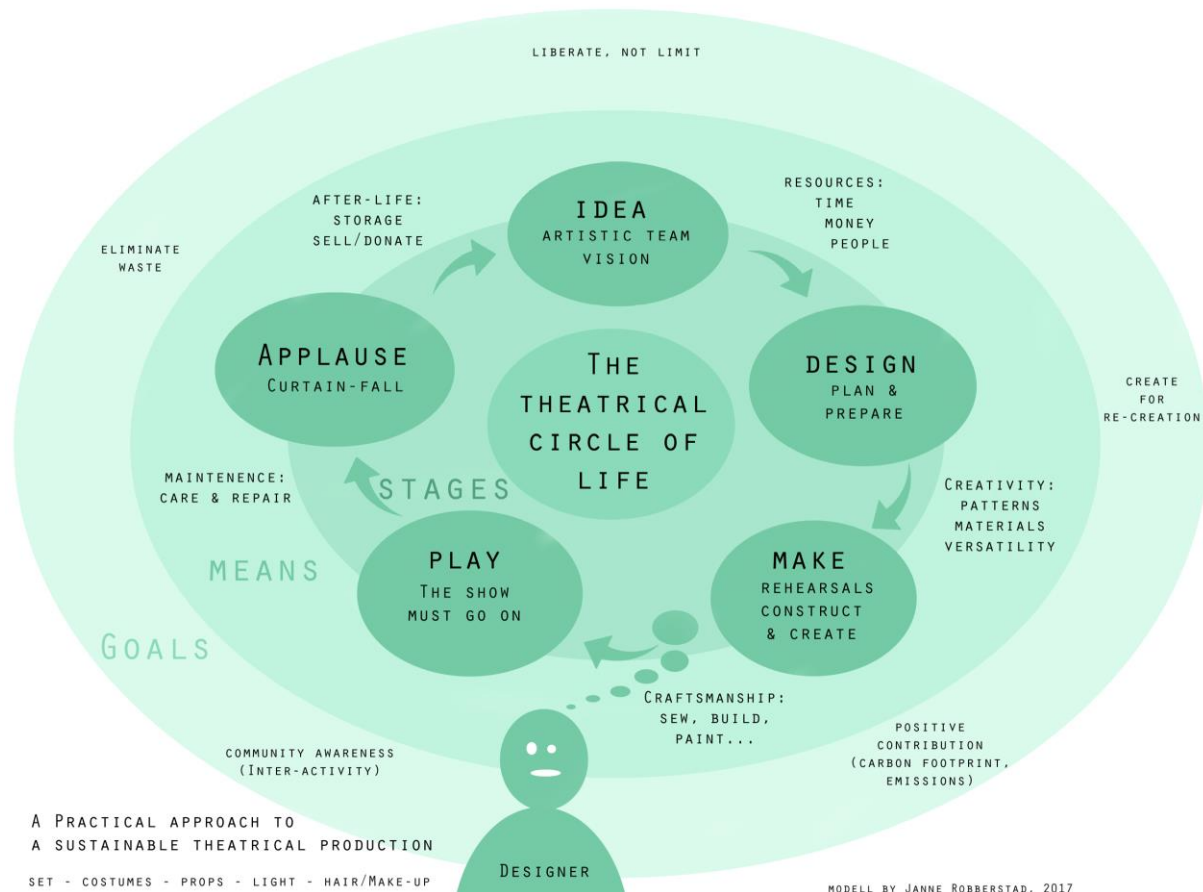 LIBERATE, NOT LIMIT
AFTER-LIFE:
STORAGE
SELL/DONATE
IDEA
ARTISTIC TEAM
VISION
RESOURCES:
TIME
MONEY
PEOPLE
ELIMINATE
WASTE
APPLAUSE
CURTAIN-FALL
THE
THEATRICAL
CIRCLE OF
LIFE
DESIGN
PLAN &
PREPARE
CREATE
FOR
RE-CREATION
MAINTENENCE:
CARE & REPAIR
STAGES
CREATIVITY:
PATTERNS
MATERIALS
VERSATILITY
MEANS
PLAY
THE SHOW
MUST GO ON
MAKE
REHEARSALS
CONSTRUCT
& CREATE
GOALS
CRAFTSMANSHIP:
SEW, BUILD,
PAINT...
COMMUNITY AWARENESS
(INTER-ACTIVITY)
POSITIVE
CONTRIBUTION
(CARBON FOOTPRINT,
EMISSIONS)
A PRACTICAL APPROACH TO
A SUSTAINABLE THEATRICAL PRODUCTION
SET - COSTUMES - PROPS - LIGHT - HAIR/MAKE-UP
DESIGNER
MODELL BY JANNE ROBBERSTAD, 2017